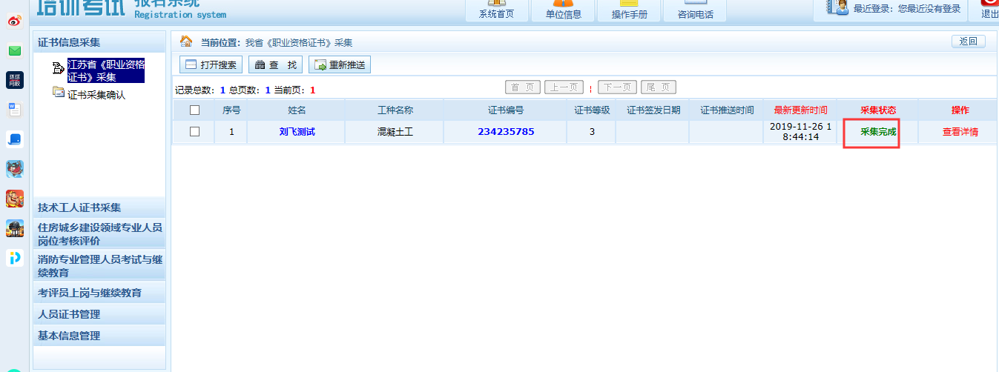 培训考试 报名系统
Registration system
系统首页 单位信息 操作手册 咨询电话
最近登录：您最近没有登录
退出
证书信息采集
江苏省《职业资格
证书》采集
证书采集确认
技术工人证书采集
住房城乡建设领域专业人员
岗位考核评价
消防专业管理人员考试与继
续教育
考评员上岗与继续教育
人员证书管理
基本信息管理
当前位置：我省《职业资格证书》采集
返回
打开搜索 查 找 重新推送
记录总数：1 总页数：1 当前页：1
首 页 上一页 ¦ 下一页 尾 页
序号 姓名 工种名称 证书编号 证书等级 证书签发日期 证书推送时间 最新更新时间 采集状态 操作
1 刘飞测试 混凝土工 234235785 3 2019-11-26 1
8:44:14 采集完成 查看详情
环球
网校
W